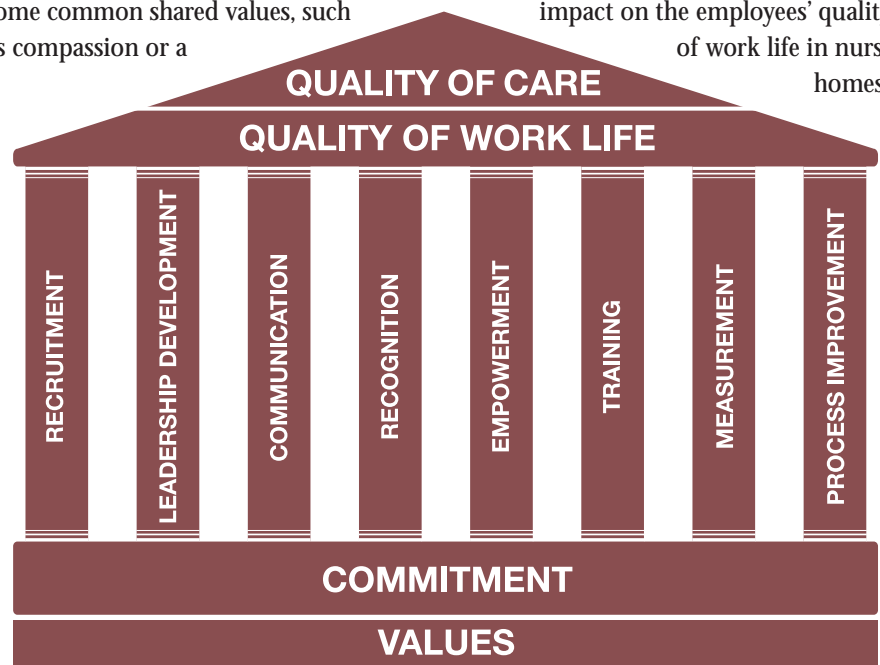 ome common shared values, such
s compassion or a
impact on the employees' qualit
of work life in nurs
homes
QUALITY OF CARE
QUALITY OF WORK LIFE
RECRUITMENT
LEADERSHIP DEVELOPMENT
COMMUNICATION
RECOGNITION
EMPOWERMENT
TRAINING
MEASUREMENT
PROCESS IMPROVEMENT
COMMITMENT
VALUES